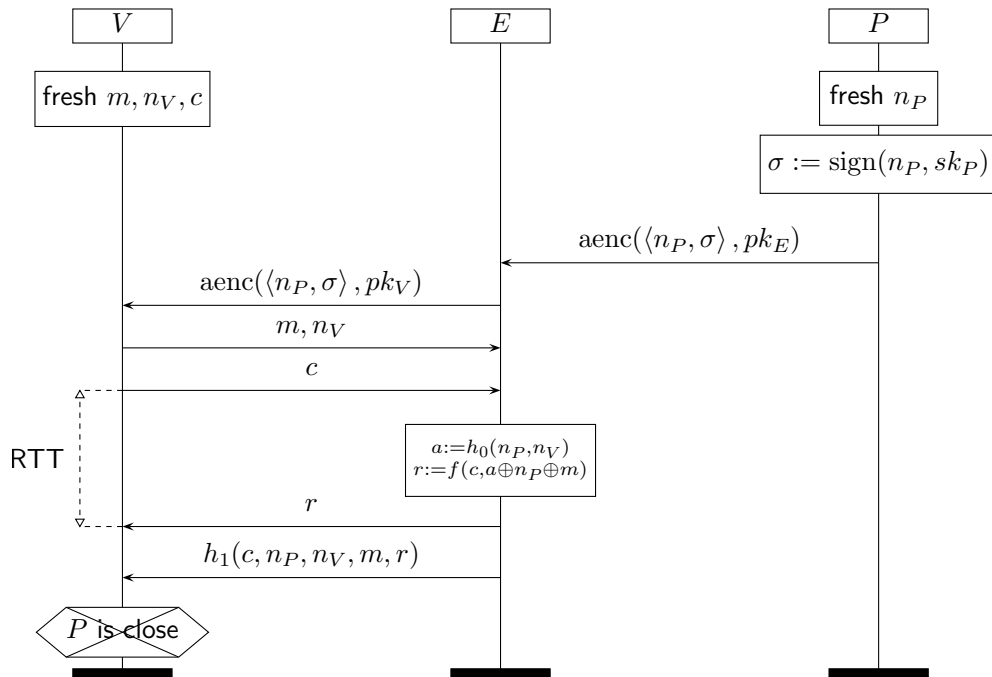 V
E
P
fresh m, n_V, c
fresh n_P
σ := sign(n_P, sk_P)
aenc(⟨n_P, σ⟩, pk_E)
aenc(⟨n_P, σ⟩, pk_V)
m, n_V
c
a:=h_0(n_P,n_V)
r:=f(c,a⊕n_P⊕m)
RTT
r
h_1(c, n_P, n_V, m, r)
P is close